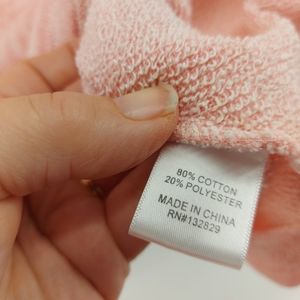 80% COTTON
20% POLYESTER
MADE IN CHINA
RN#132829